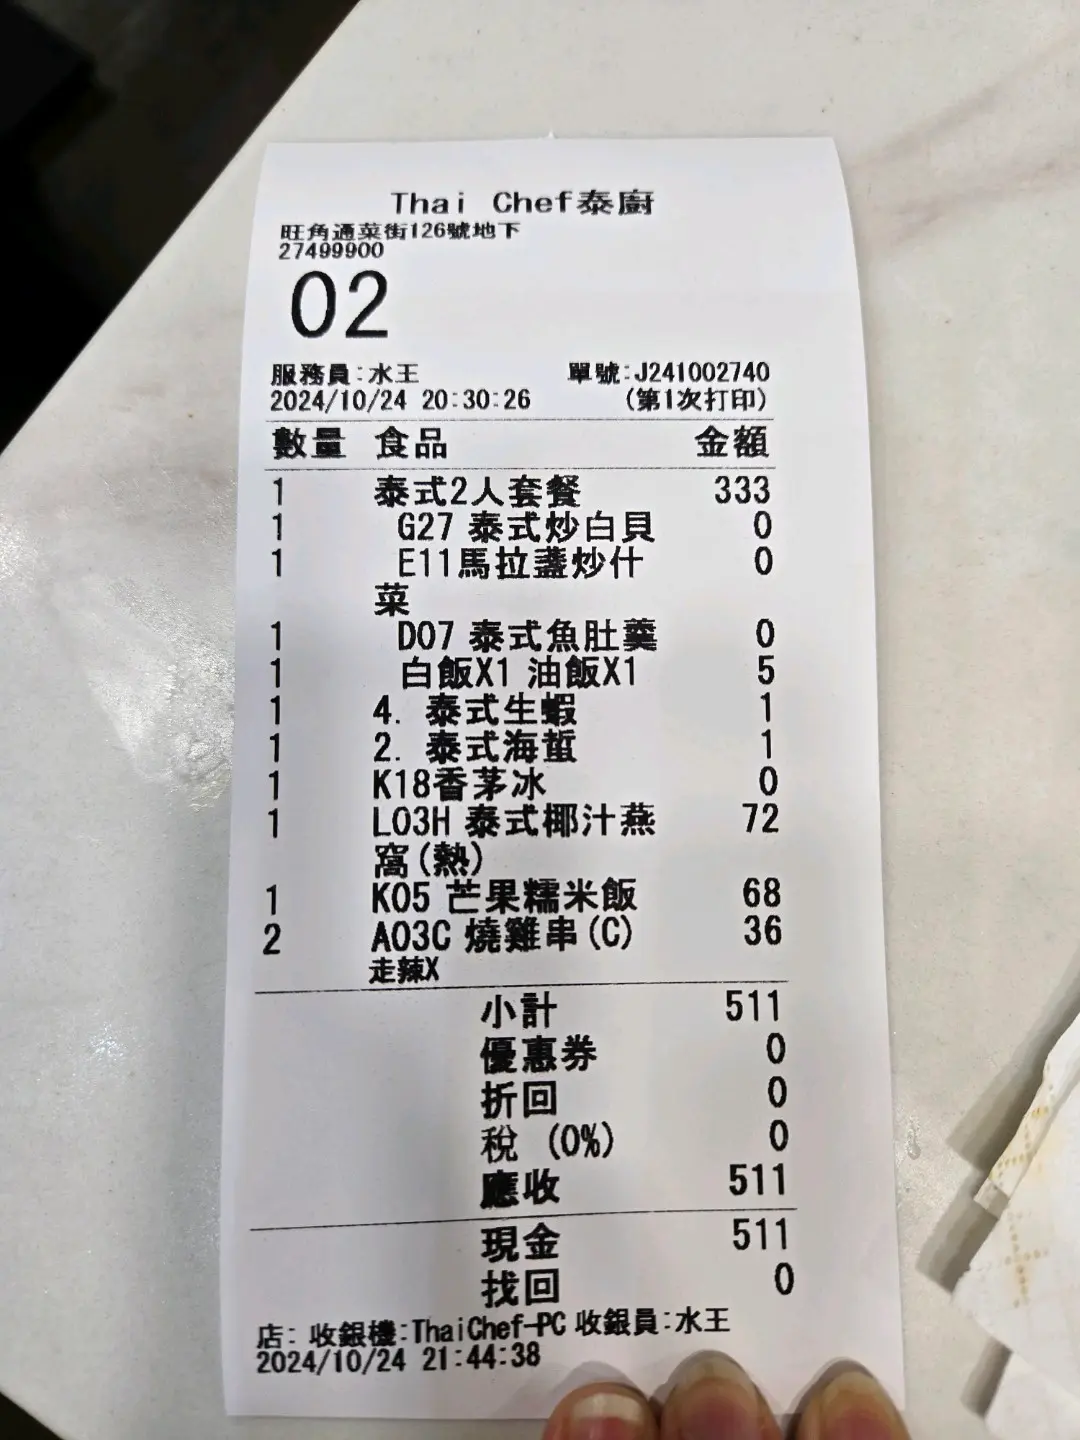 Thai Chef泰廚
旺角通菜街126號地下
27499900
02
服務員:水王 單號:J241002740
2024/10/24 20:30:26 (第1次打印)
數量 食品 金額
1 泰式2人套餐 333
1 G27 泰式炒白貝 0
1 E11馬拉盞炒什 0
菜
1 D07 泰式魚肚羹 0
1 白飯X1 油飯X1 5
1 4. 泰式生蝦 1
1 2. 泰式海蜇 1
1 K18香茅冰 0
1 L03H 泰式椰汁燕 72
窩(熱)
1 K05 芒果糯米飯 68
2 A03C 燒雞串(C) 36
走辣X
小計 511
優惠券 0
折回 0
稅 (0%) 0
應收 511
現金 511
找回 0
店: 收銀機:ThaiChef-PC 收銀員:水王
2024/10/24 21:44:38